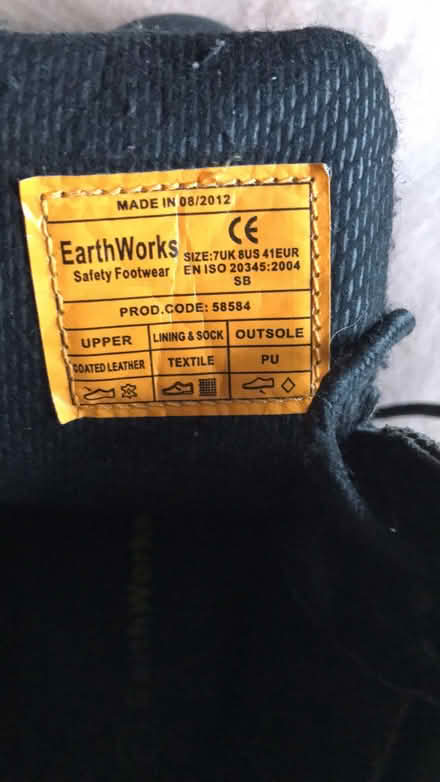 MADE IN 08/2012
CE
EarthWorks
Safety Footwear
SIZE:7UK 8US 41EUR
EN ISO 20345:2004
SB
PROD.CODE: 58584
UPPER LINING & SOCK OUTSOLE
COATED LEATHER TEXTILE PU
EarthWorks